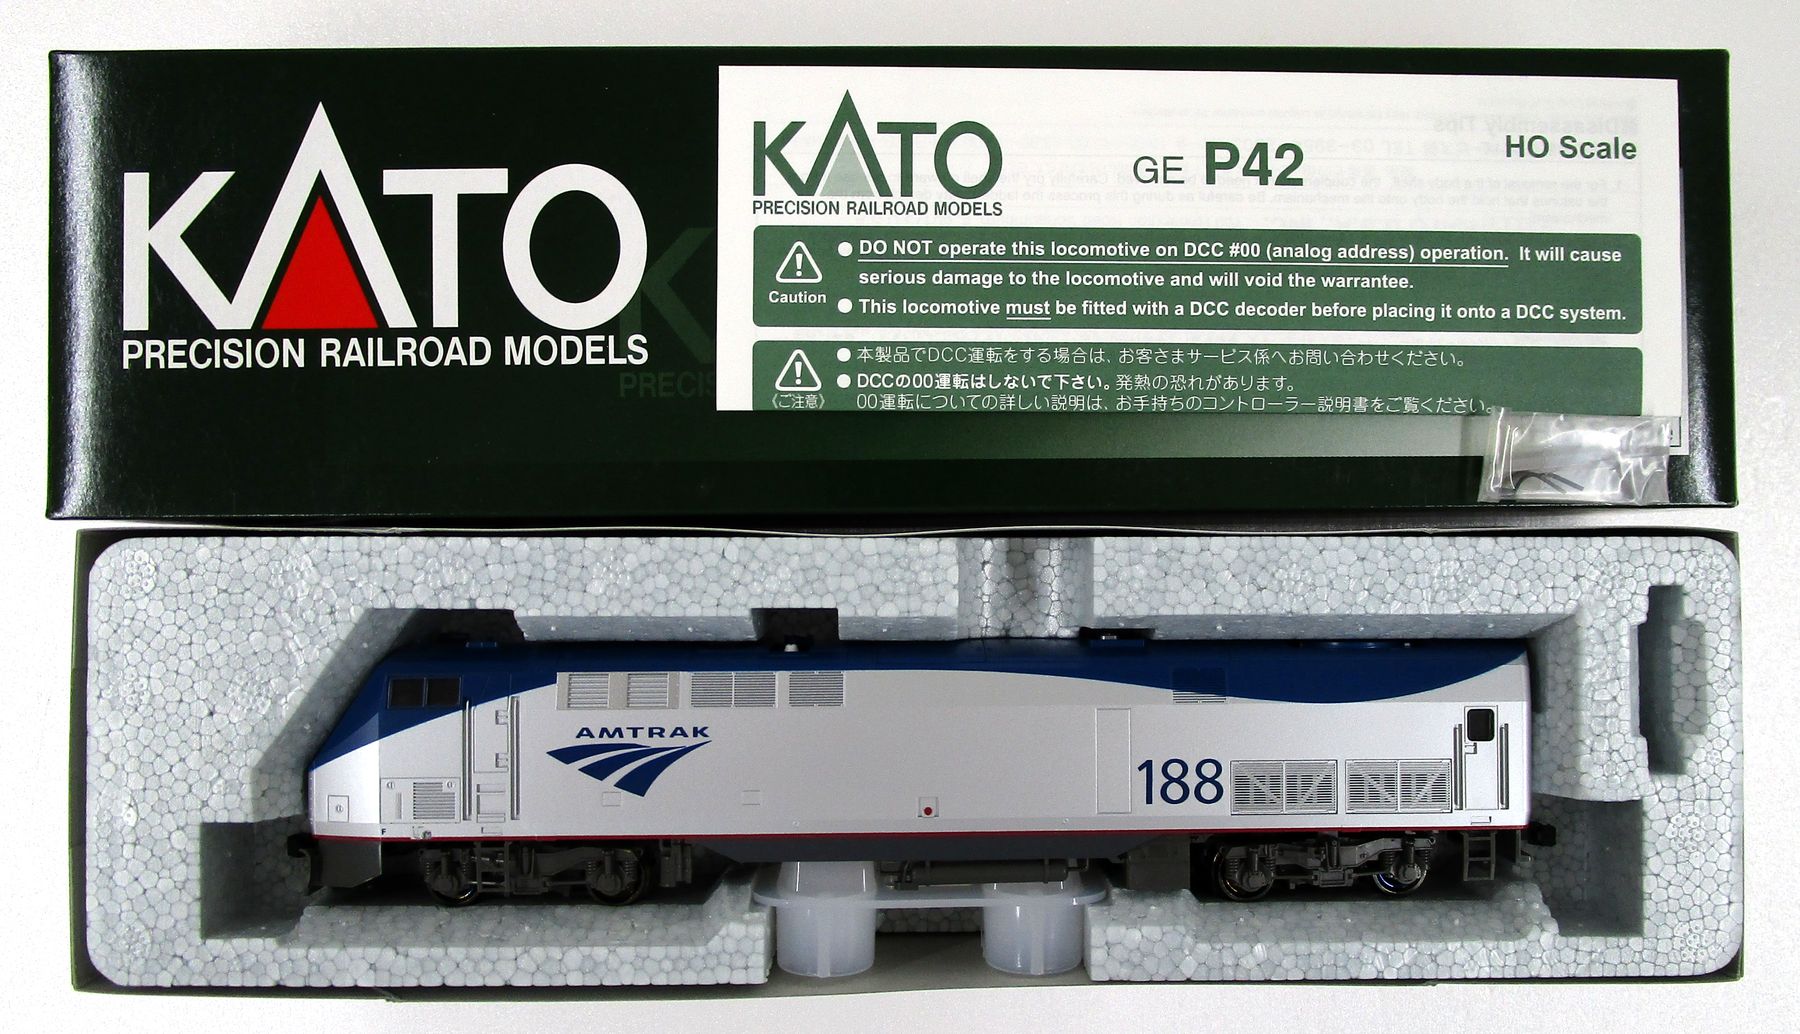 KATO
PRECISION RAILROAD MODELS
KATO
PRECIS
KATO
PRECISION RAILROAD MODELS
GE P42
HO Scale
Caution
● DO NOT operate this locomotive on DCC #00 (analog address) operation. It will cause
serious damage to the locomotive and will void the warrantee.
● This locomotive must be fitted with a DCC decoder before placing it onto a DCC system.
《ご注意》
● 本製品でDCC運転をする場合は、お客さまサービス係へお問い合わせください。
● DCCの00運転はしないで下さい。発熱の恐れがあります。
00運転についての詳しい説明は、お手持ちのコントローラー説明書をご覧ください。
AMTRAK
188
F